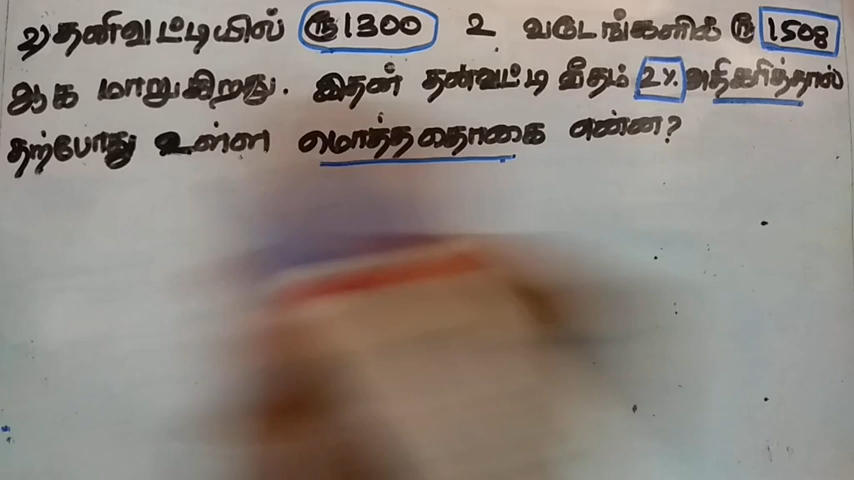 2) தனிவட்டியில் ரூ1300 2 வருடங்களில் ரூ 1508
ஆக மாறுகிறது. இதன் தனிவட்டி வீதம் 2% அதிகரித்தால்
தற்போது உள்ள மொத்ததொகை என்ன?